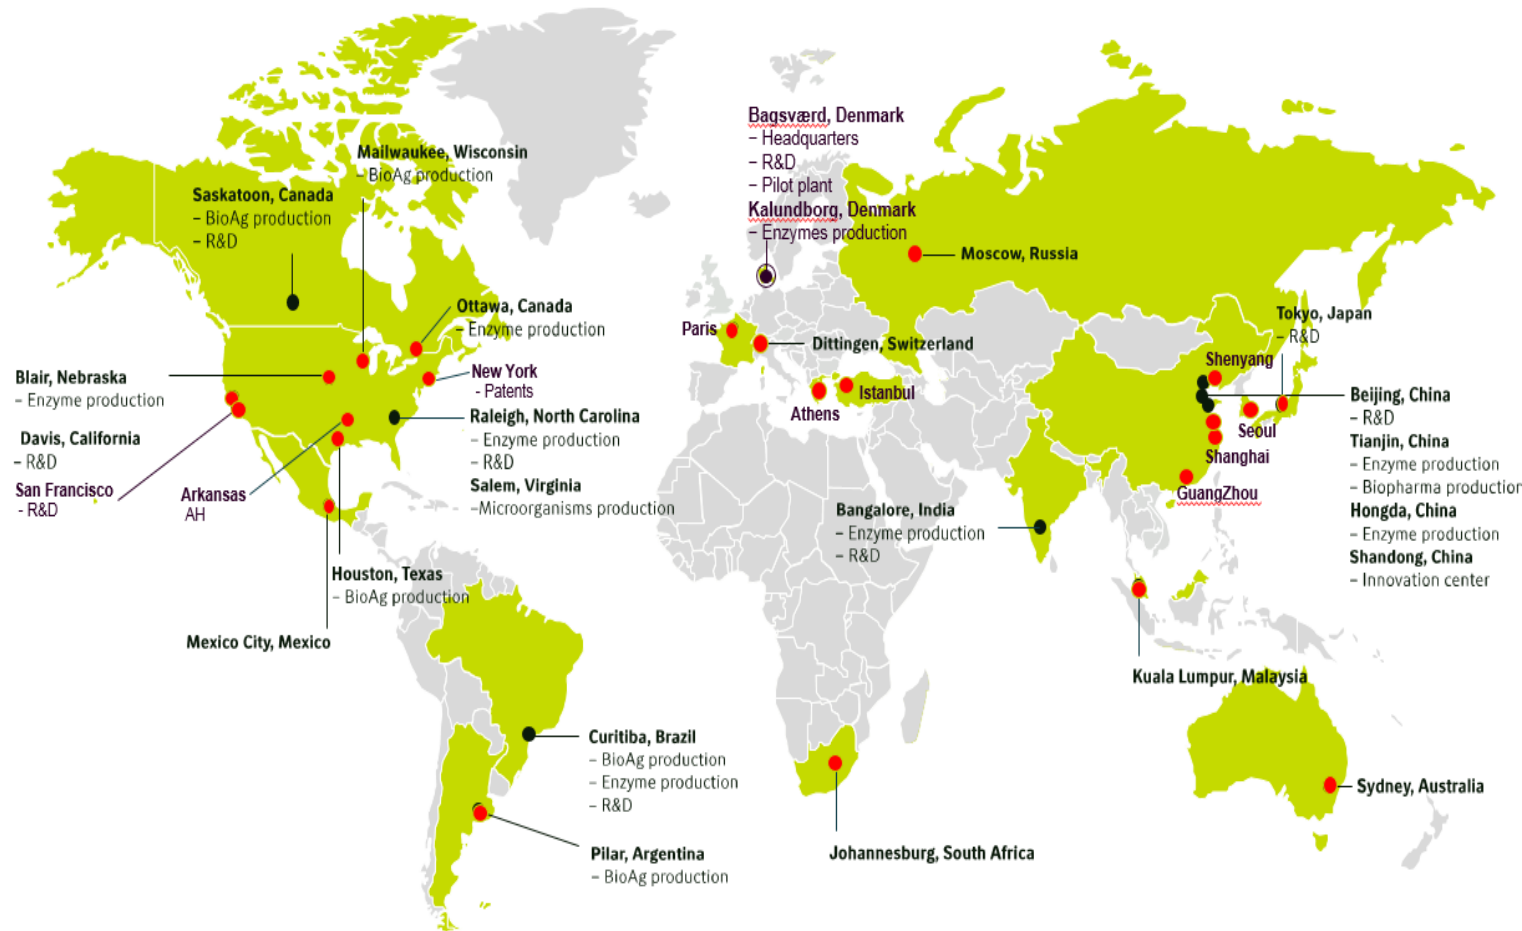 Mailwaukee, Wisconsin
– BioAg production
Saskatoon, Canada
– BioAg production
– R&D
Ottawa, Canada
– Enzyme production
Blair, Nebraska
– Enzyme production
New York
- Patents
Davis, California
– R&D
San Francisco
- R&D
Arkansas
AH
Raleigh, North Carolina
– Enzyme production
– R&D
Salem, Virginia
–Microorganisms production
Houston, Texas
– BioAg production
Mexico City, Mexico
Curitiba, Brazil
– BioAg production
– Enzyme production
– R&D
Pilar, Argentina
– BioAg production
Bagsværd, Denmark
– Headquarters
– R&D
– Pilot plant
Kalundborg, Denmark
– Enzymes production
Moscow, Russia
Paris
Dittingen, Switzerland
Istanbul
Athens
Tokyo, Japan
– R&D
Shenyang
Beijing, China
– R&D
Tianjin, China
– Enzyme production
– Biopharma production
Hongda, China
– Enzyme production
Shandong, China
– Innovation center
Seoul
Shanghai
GuangZhou
Bangalore, India
– Enzyme production
– R&D
Kuala Lumpur, Malaysia
Sydney, Australia
Johannesburg, South Africa